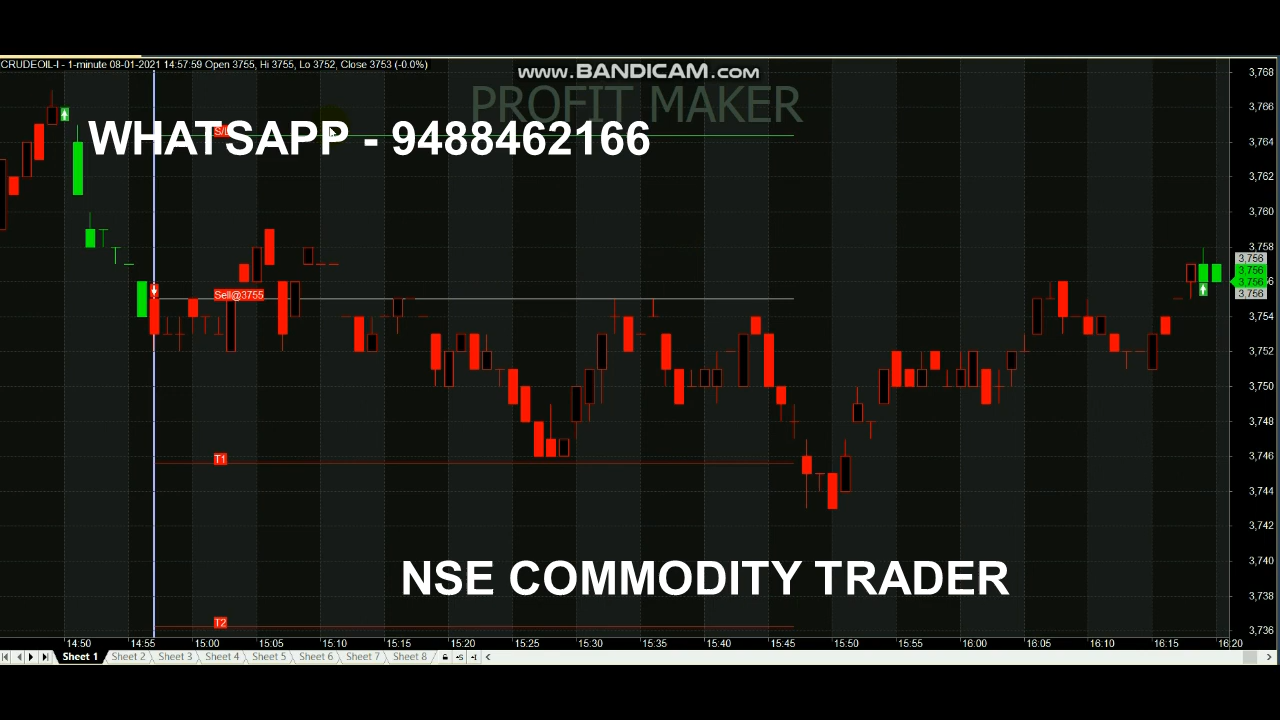 CRUDEOIL-I - 1-minute 08-01-2021 14:57:59 Open 3755, Hi 3755, Lo 3752, Close 3753 (-0.0%)
www.BANDICAM.com
PROFIT MAKER
WHATSAPP - 9488462166
Sell@3755
T1
NSE COMMODITY TRADER
T2
3,768
3,766
3,764
3,762
3,760
3,758
3,756
3,756
3,756
3,756
3,754
3,752
3,750
3,748
3,746
3,744
3,742
3,740
3,738
3,736
14:50 14:55 15:00 15:05 15:10 15:15 15:20 15:25 15:30 15:35 15:40 15:45 15:50 15:55 16:00 16:05 16:10 16:15 16:20
Sheet 1 Sheet 2 Sheet 3 Sheet 4 Sheet 5 Sheet 6 Sheet 7 Sheet 8